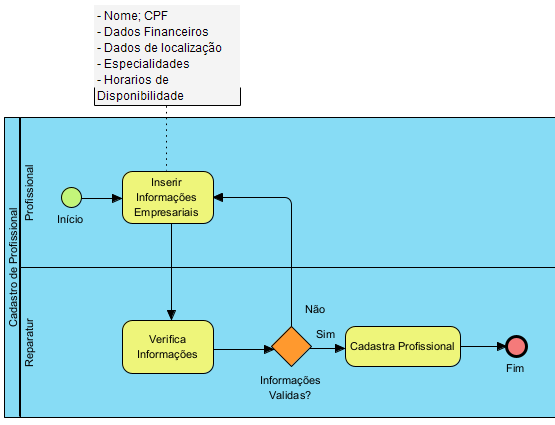 - Nome; CPF
- Dados Financeiros
- Dados de localização
- Especialidades
- Horarios de
Disponibilidade
Cadastro de Profissional
Profissional
Início
Inserir
Informações
Empresariais
Reparatur
Verifica
Informações
Não
Sim
Informações
Validas?
Cadastra Profissional
Fim